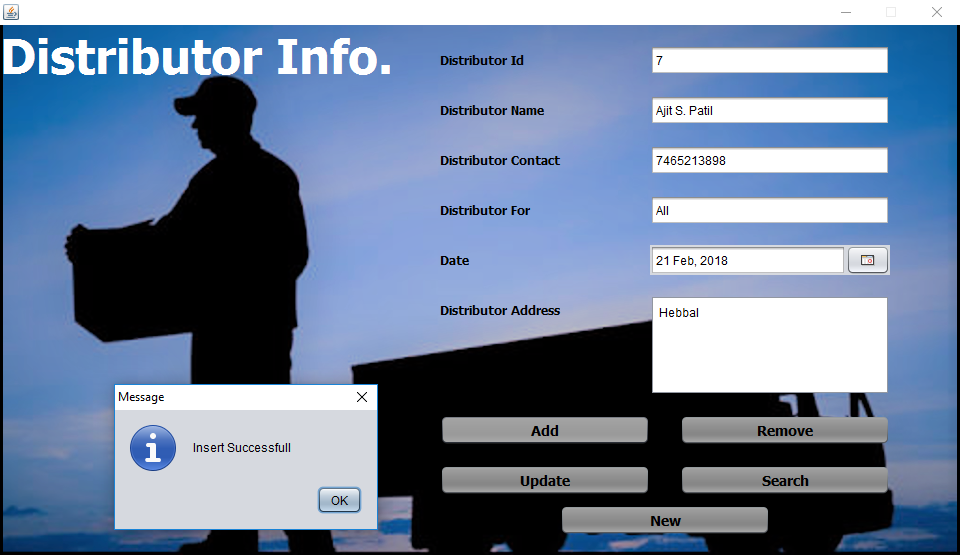 Distributor Info.
Distributor Id
7
Distributor Name
Ajit S. Patil
Distributor Contact
7465213898
Distributor For
All
Date
21 Feb, 2018
Distributor Address
Hebbal
Message
Insert Successfull
OK
Add
Remove
Update
Search
New